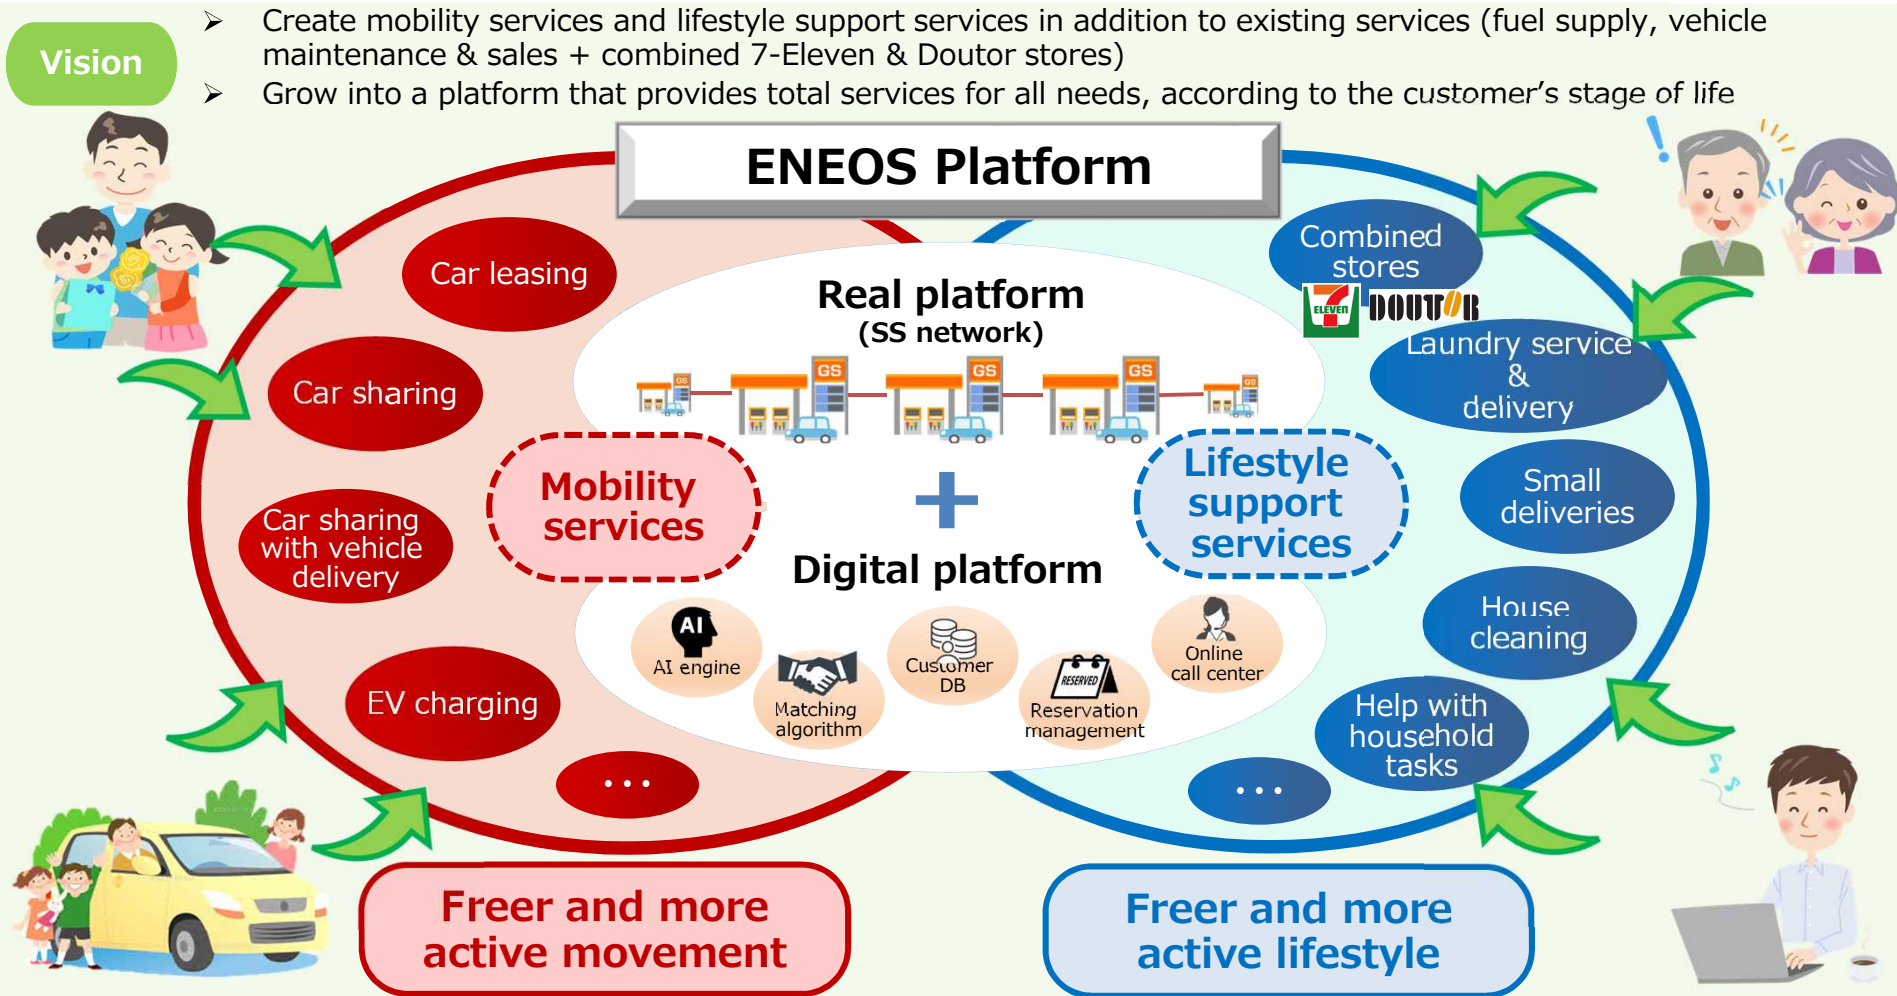 Vision
➢ Create mobility services and lifestyle support services in addition to existing services (fuel supply, vehicle
maintenance & sales + combined 7-Eleven & Doutor stores)
➢ Grow into a platform that provides total services for all needs, according to the customer's stage of life
ENEOS Platform
Car leasing
Car sharing
Car sharing
with vehicle
delivery
EV charging
...
Mobility
services
Real platform
(SS network)
GS
GS
GS
GS
GS
+
Digital platform
AI
AI engine
Matching
algorithm
Customer
DB
RESERVED
Reservation
management
Online
call center
Lifestyle
support
services
Combined
stores
7
ELEVEn
DOUTOR
Laundry service
&
delivery
Small
deliveries
House
cleaning
Help with
household
tasks
...
Freer and more
active movement
Freer and more
active lifestyle